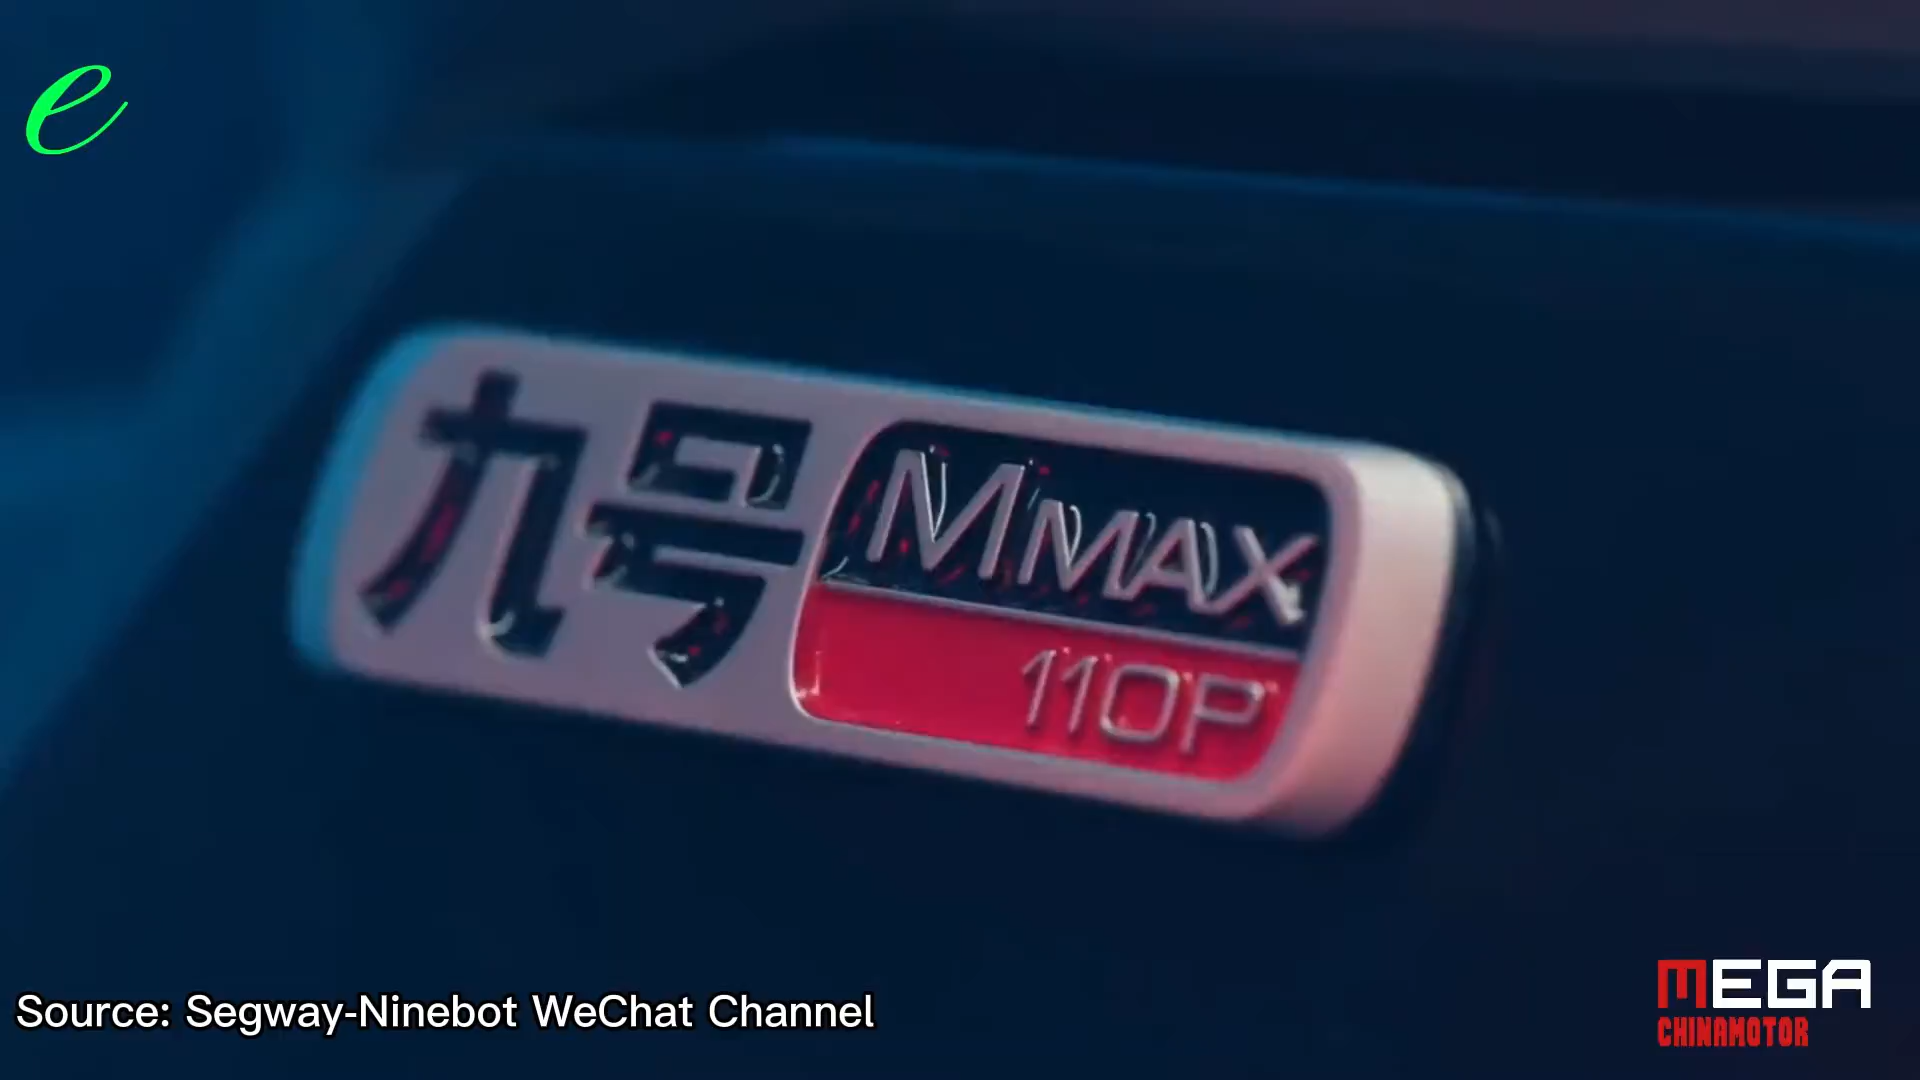 e
九号
MMAX
110P
Source: Segway-Ninebot WeChat Channel
MEGA
CHINAMOTOR